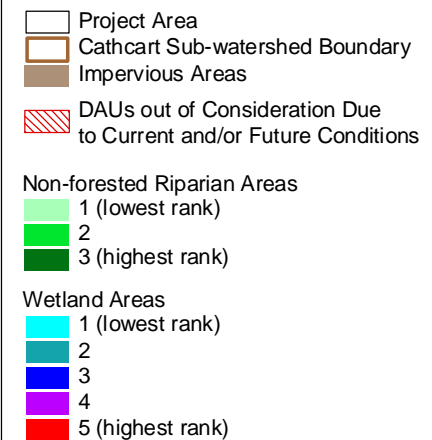 Project Area
Cathcart Sub-watershed Boundary
Impervious Areas
DAUs out of Consideration Due
to Current and/or Future Conditions
Non-forested Riparian Areas
1 (lowest rank)
2
3 (highest rank)
Wetland Areas
1 (lowest rank)
2
3
4
5 (highest rank)